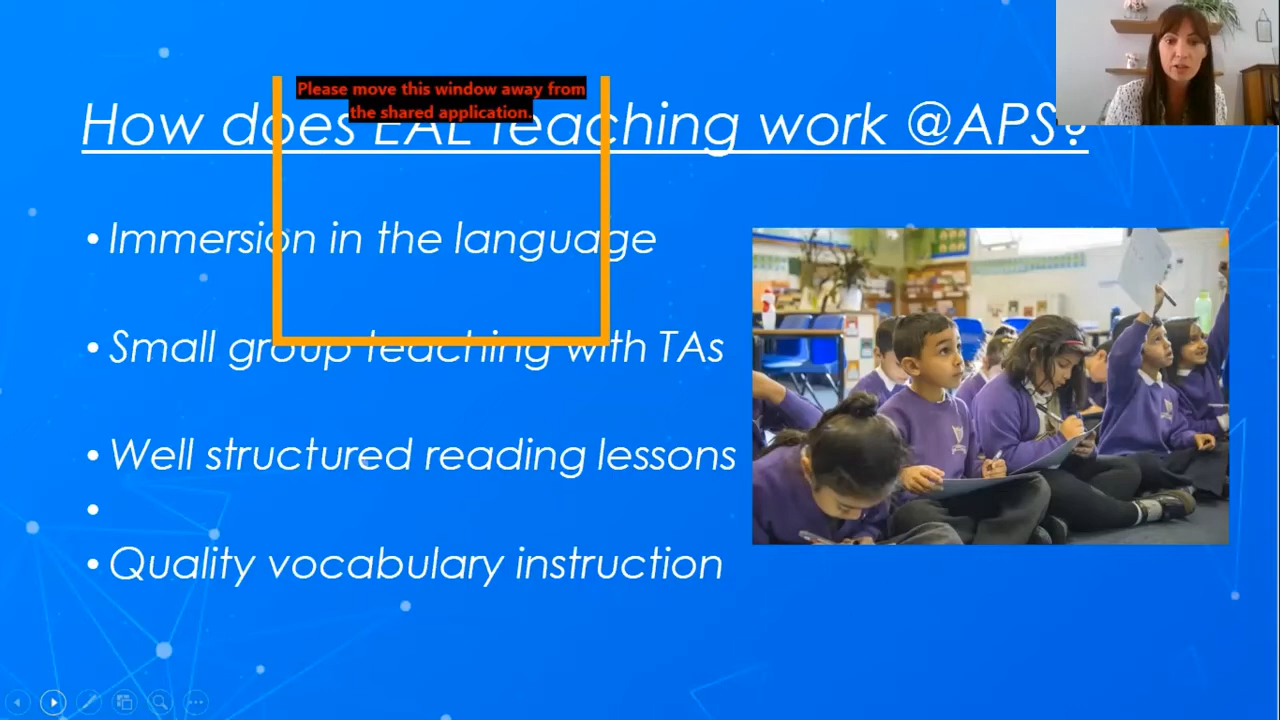 Please move this window away from
the shared application.
How does EAL Teaching work @APS?
• Immersion in the language
• Small group teaching with TAs
• Well structured reading lessons
•
• Quality vocabulary instruction